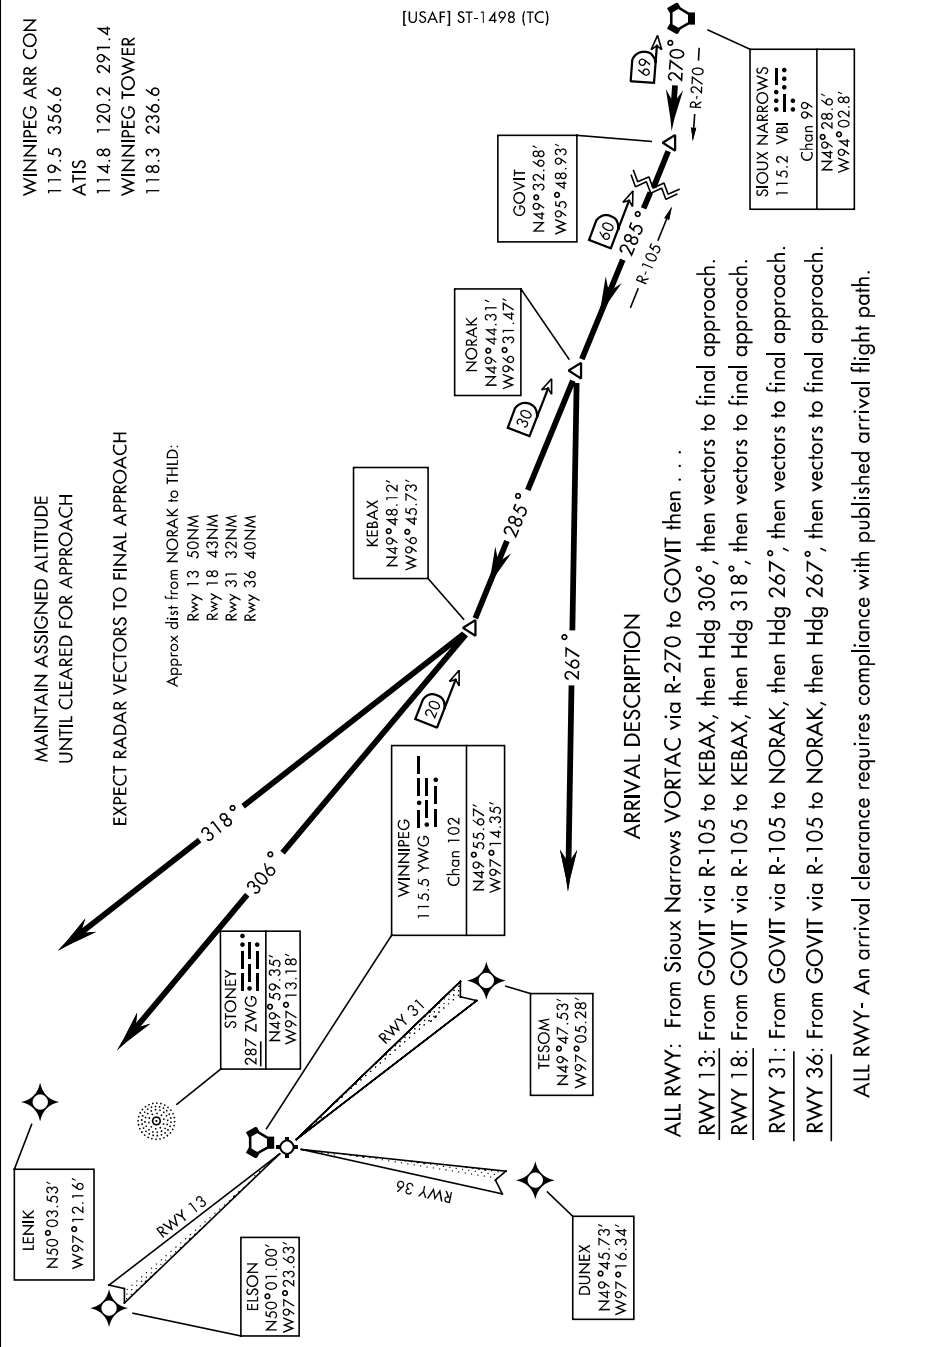 [USAF] ST-1498 (TC)
WINNIPEG ARR CON
119.5 356.6
ATIS
114.8 120.2 291.4
WINNIPEG TOWER
118.3 236.6
MAINTAIN ASSIGNED ALTITUDE
UNTIL CLEARED FOR APPROACH
EXPECT RADAR VECTORS TO FINAL APPROACH
Approx dist from NORAK to THLD:
Rwy 13 50NM
Rwy 18 43NM
Rwy 31 32NM
Rwy 36 40NM
LENIK
N50°03.53′
W97°12.16′
ELSON
N50°01.00′
W97°23.63′
RWY 13
STONEY
287 ZWG
N49°59.35′
W97°13.18′
318°
306°
WINNIPEG
115.5 YWG
Chan 102
N49°55.67′
W97°14.35′
RWY 31
RWY 36
TESOM
N49°47.53′
W97°05.28′
DUNEX
N49°45.73′
W97°16.34′
KEBAX
N49°48.12′
W96°45.73′
20
285°
267°
30
NORAK
N49°44.31′
W96°31.47′
GOVIT
N49°32.68′
W95°48.93′
60
285°
R-105
69
270°
R-270
SIOUX NARROWS
115.2 VBI
Chan 99
N49°28.6′
W94°02.8′
ARRIVAL DESCRIPTION
ALL RWY: From Sioux Narrows VORTAC via R-270 to GOVIT then . . .
RWY 13: From GOVIT via R-105 to KEBAX, then Hdg 306°, then vectors to final approach.
RWY 18: From GOVIT via R-105 to KEBAX, then Hdg 318°, then vectors to final approach.
RWY 31: From GOVIT via R-105 to NORAK, then Hdg 267°, then vectors to final approach.
RWY 36: From GOVIT via R-105 to NORAK, then Hdg 267°, then vectors to final approach.
ALL RWY- An arrival clearance requires compliance with published arrival flight path.